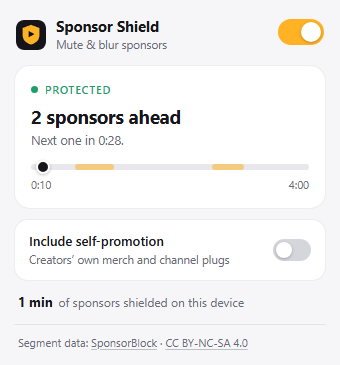 Sponsor Shield
Mute & blur sponsors
PROTECTED
2 sponsors ahead
Next one in 0:28.
0:10 4:00
Include self-promotion
Creators’ own merch and channel plugs
1 min of sponsors shielded on this device
Segment data: SponsorBlock · CC BY-NC-SA 4.0